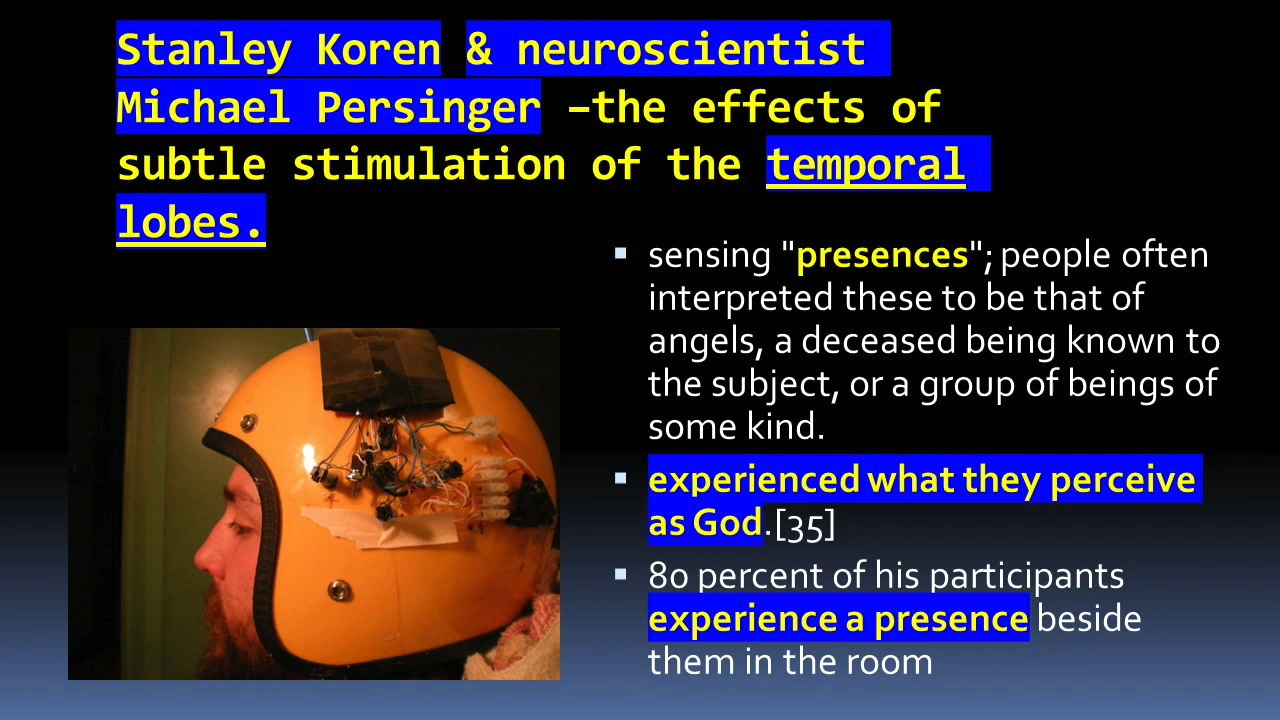 Stanley Koren & neuroscientist
Michael Persinger –the effects of
subtle stimulation of the temporal
lobes.
sensing "presences"; people often
interpreted these to be that of
angels, a deceased being known to
the subject, or a group of beings of
some kind.
experienced what they perceive
as God.[35]
80 percent of his participants
experience a presence beside
them in the room